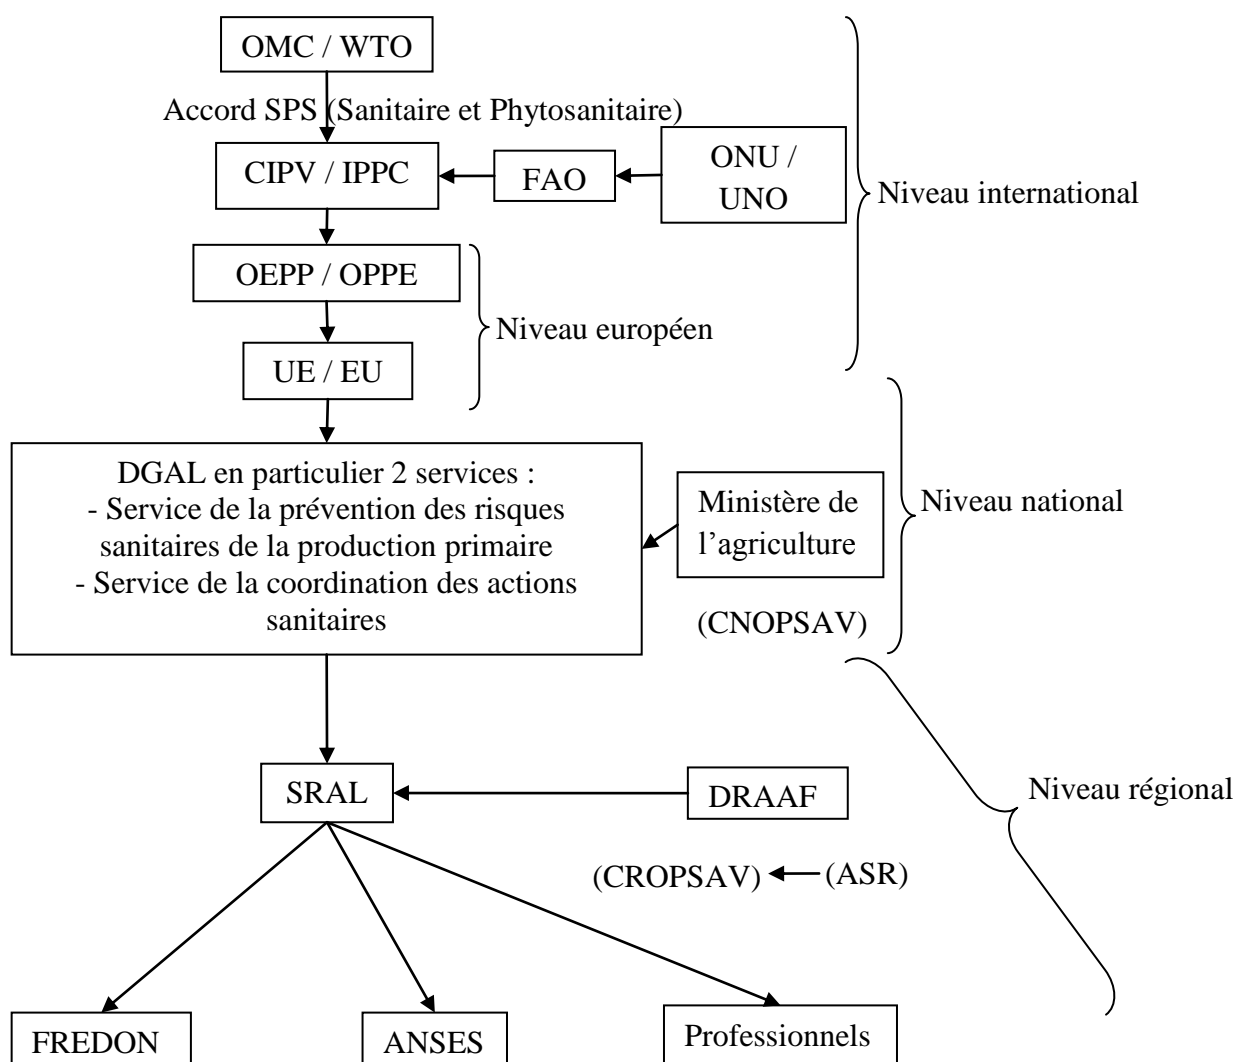 OMC / WTO
Accord SPS (Sanitaire et Phytosanitaire)
CIPV / IPPC
FAO
ONU /
UNO
Niveau international
OEPP / OPPE
Niveau européen
UE / EU
DGAL en particulier 2 services :
- Service de la prévention des risques
sanitaires de la production primaire
- Service de la coordination des actions
sanitaires
Ministère de
l’agriculture
(CNOPSAV)
Niveau national
SRAL
DRAAF
Niveau régional
(CROPSAV)
(ASR)
FREDON
ANSES
Professionnels